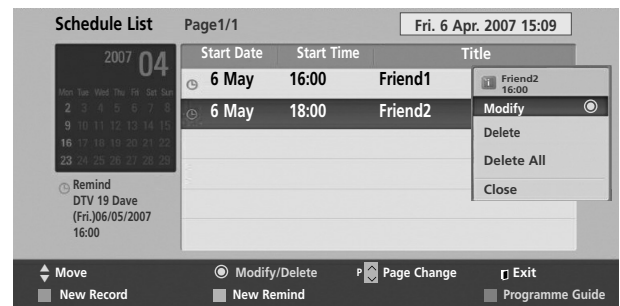 Schedule List Page1/1 Fri. 6 Apr. 2007 15:09
2007 04
Mon Tue Wed Thu Fri Sat Sun
2 3 4 5 6 7 8
9 10 11 12 13 14 15
16 17 18 19 20 21 22
23 24 25 26 27 28 29
Remind
DTV 19 Dave
(Fri.)06/05/2007
16:00
Start Date Start Time Title
6 May 16:00 Friend1
6 May 18:00 Friend2
Friend2
16:00
Modify
Delete
Delete All
Close
Move Modify/Delete P Page Change Exit
New Record New Remind Programme Guide